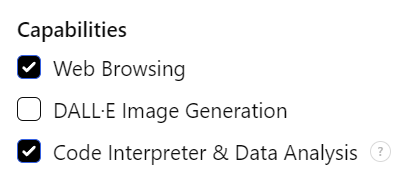 Capabilities
Web Browsing
DALL·E Image Generation
Code Interpreter & Data Analysis ?